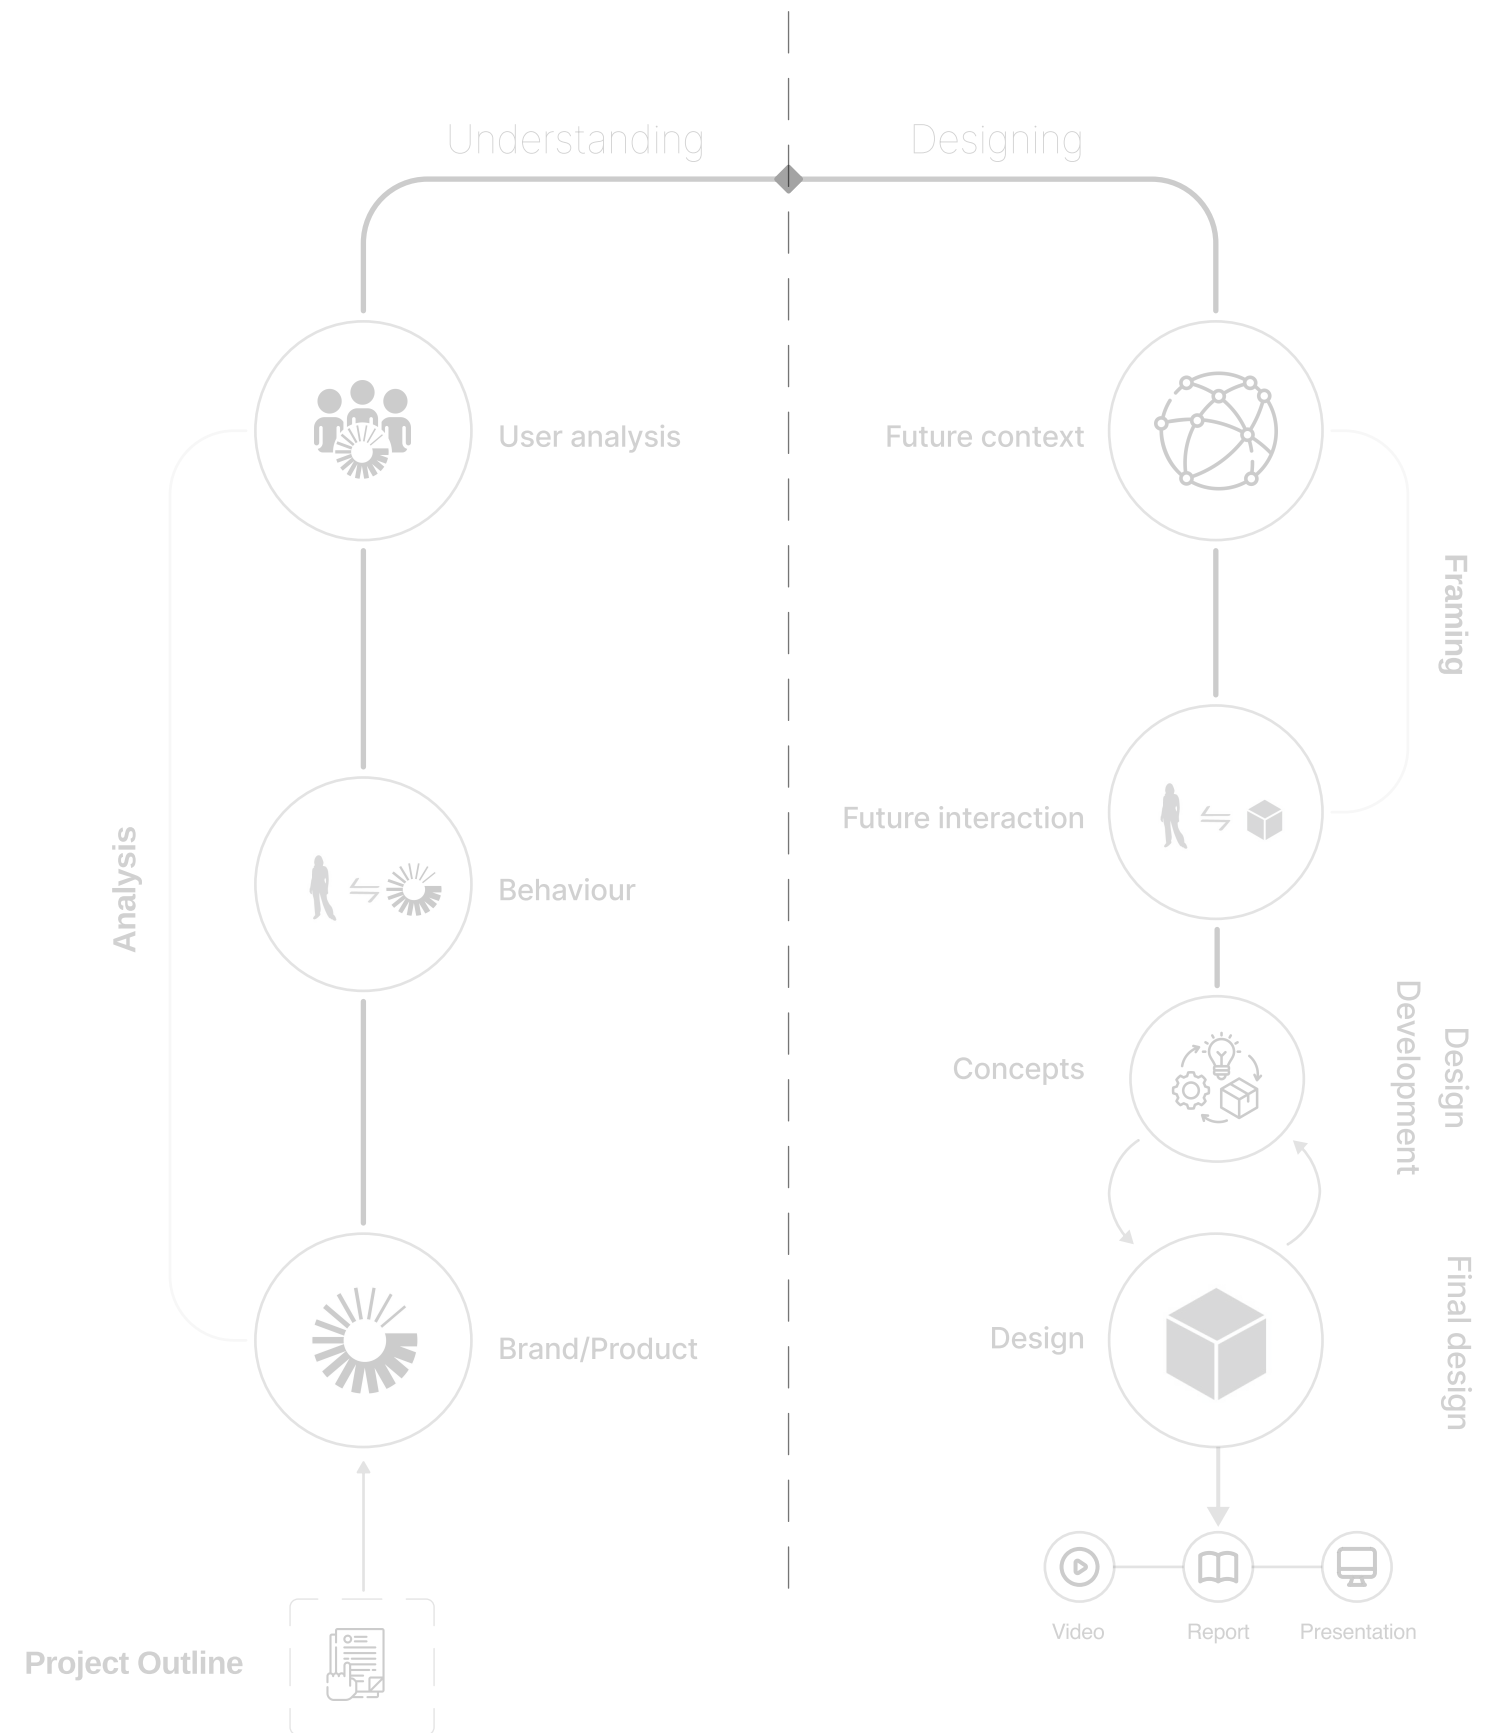 Understanding
Designing
User analysis
Future context
Framing
Future interaction
Analysis
Behaviour
Design
Development
Concepts
Final design
Design
Brand/Product
Video
Report
Presentation
Project Outline